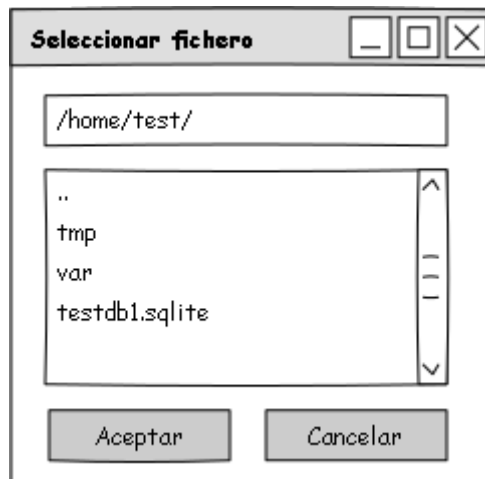 Seleccionar fichero
/home/test/
..
tmp
var
testdb1.sqlite
Aceptar
Cancelar